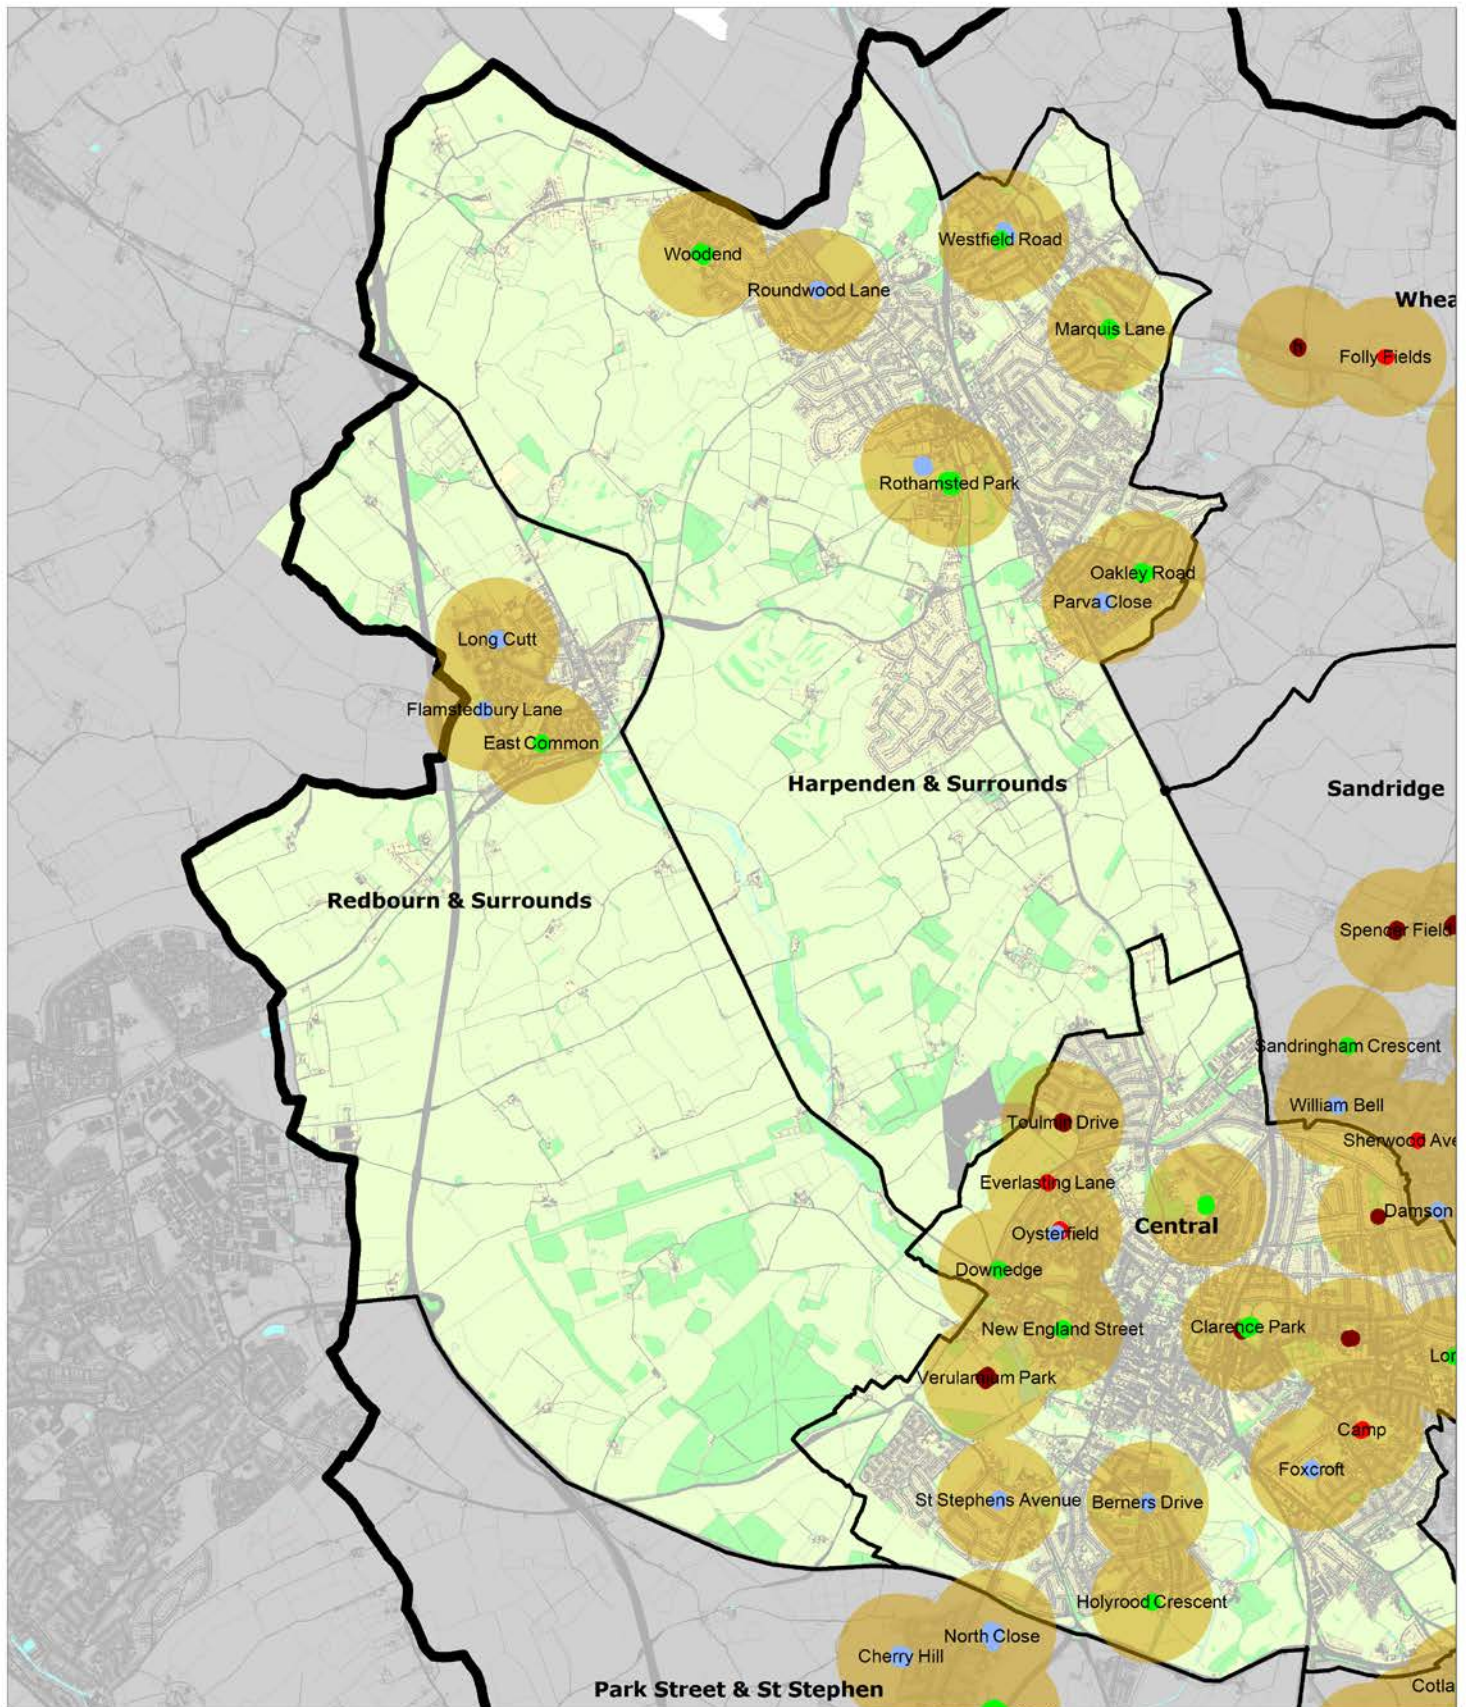 Woodend
Westfield Road
Roundwood Lane
Whea
Marquis Lane
Folly Fields
Rothamsted Park
Oakley Road
Parva Close
Long Cutt
Flamstedbury Lane
East Common
Harpenden & Surrounds
Sandridge
Redbourn & Surrounds
Spencer Field
Sandringham Crescent
William Bell
Toulmin Drive
Sherwood Ave
Everlasting Lane
Damson
Central
Oysterfield
Downedge
New England Street
Clarence Park
Lon
Verulamium Park
Camp
Foxcroft
St Stephens Avenue
Berners Drive
Holyrood Crescent
North Close
Cherry Hill
Cotla
Park Street & St Stephen